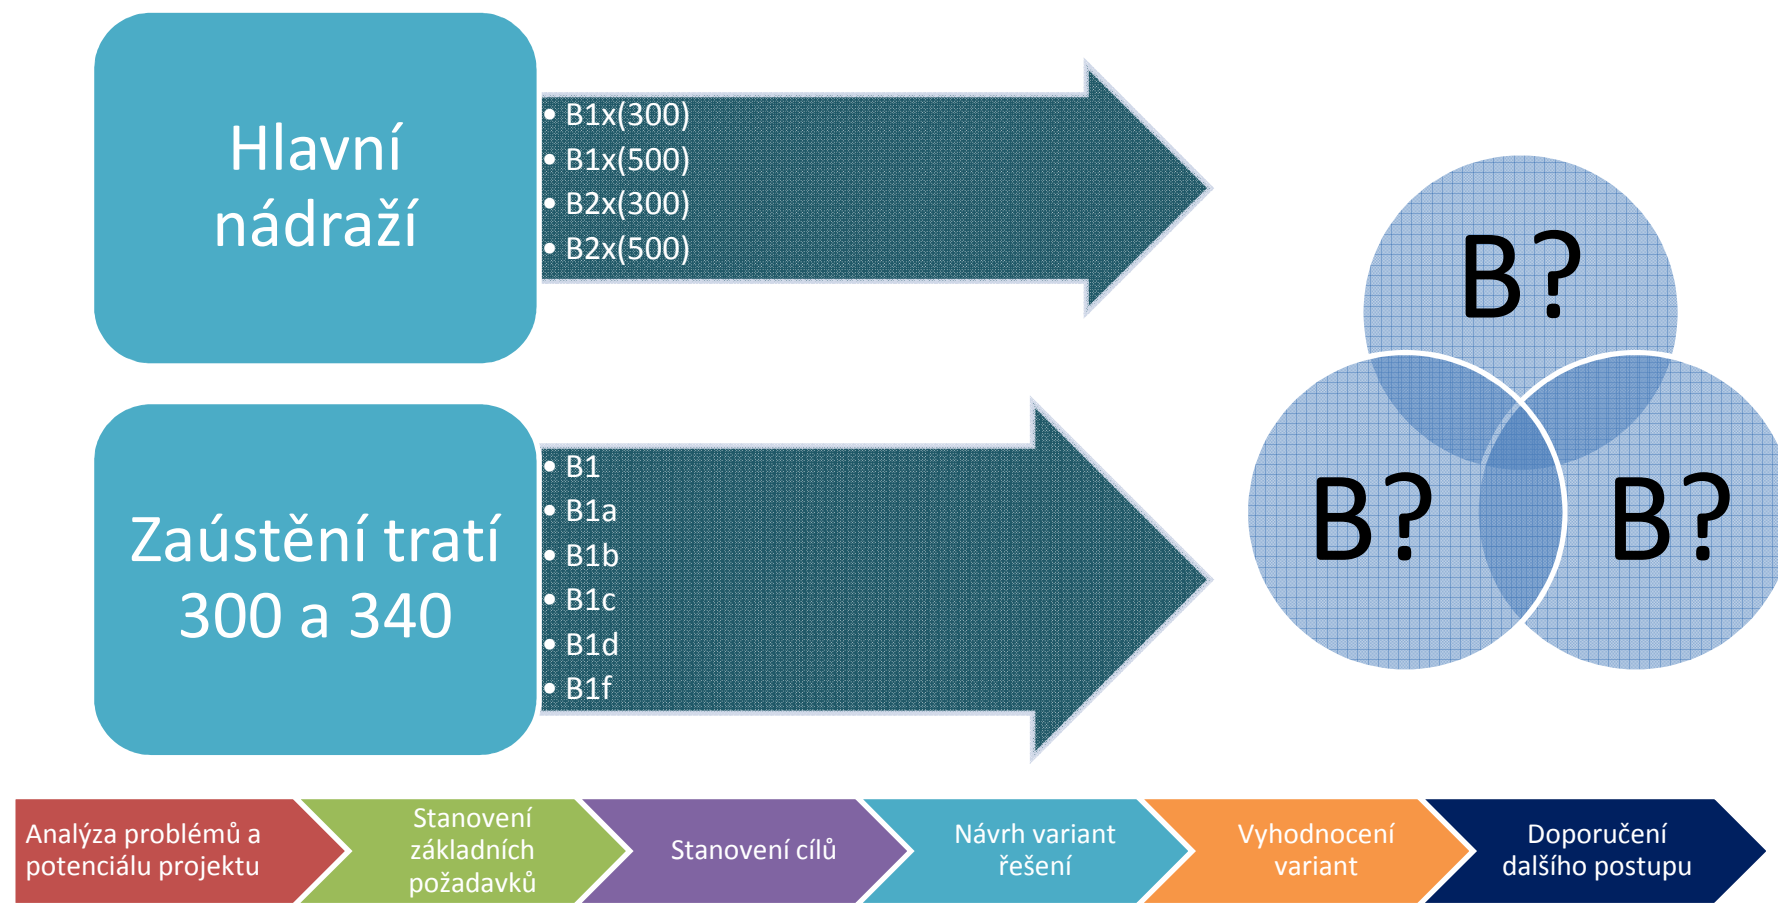 Hlavní
nádraží
• B1x(300)
• B1x(500)
• B2x(300)
• B2x(500)
Zaústění tratí
300 a 340
• B1
• B1a
• B1b
• B1c
• B1d
• B1f
B?
B?
B?
Analýza problémů a
potenciálu projektu
Stanovení
základních
požadavků
Stanovení cílů
Návrh variant
řešení
Vyhodnocení
variant
Doporučení
dalšího postupu